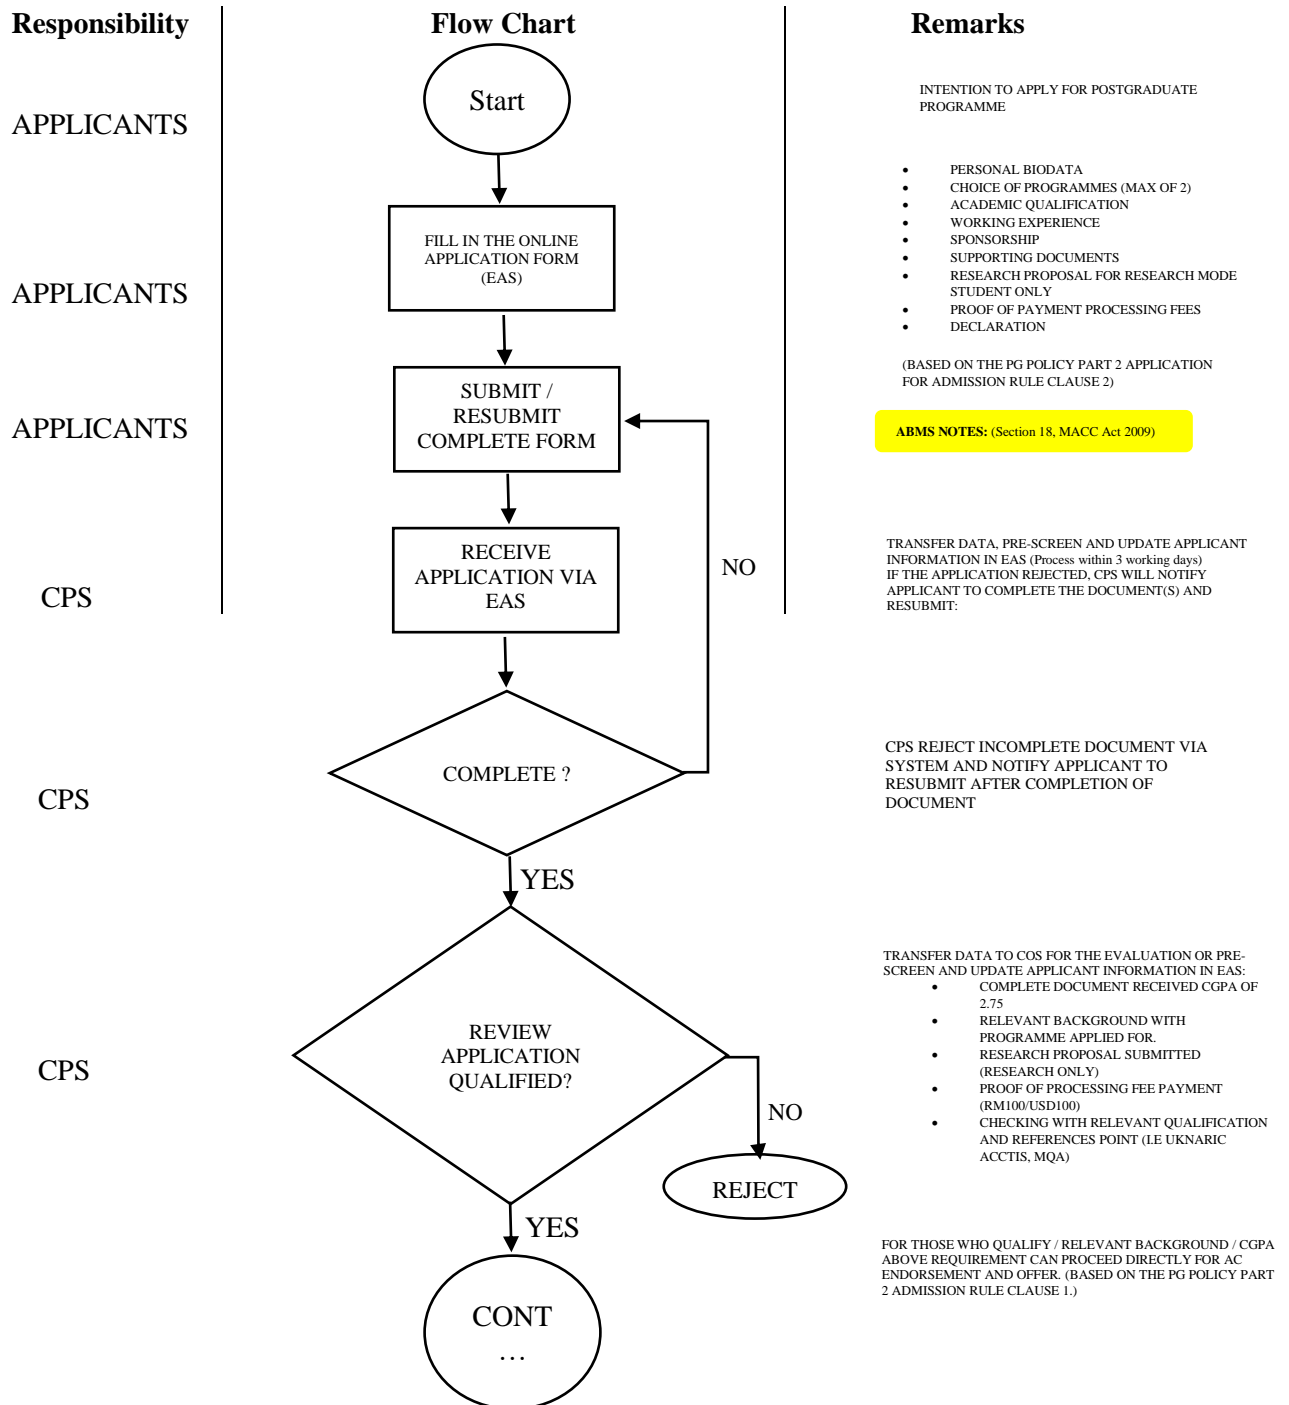 Responsibility
Flow Chart
Remarks
Start
INTENTION TO APPLY FOR POSTGRADUATE
PROGRAMME
APPLICANTS
• PERSONAL BIODATA
• CHOICE OF PROGRAMMES (MAX OF 2)
• ACADEMIC QUALIFICATION
• WORKING EXPERIENCE
• SPONSORSHIP
• SUPPORTING DOCUMENTS
• RESEARCH PROPOSAL FOR RESEARCH MODE
STUDENT ONLY
• PROOF OF PAYMENT PROCESSING FEES
• DECLARATION
FILL IN THE ONLINE
APPLICATION FORM
(EAS)
APPLICANTS
(BASED ON THE PG POLICY PART 2 APPLICATION
FOR ADMISSION RULE CLAUSE 2)
SUBMIT /
RESUBMIT
COMPLETE FORM
APPLICANTS
ABMS NOTES: (Section 18, MACC Act 2009)
RECEIVE
APPLICATION VIA
EAS
NO
CPS
TRANSFER DATA, PRE-SCREEN AND UPDATE APPLICANT
INFORMATION IN EAS (Process within 3 working days)
IF THE APPLICATION REJECTED, CPS WILL NOTIFY
APPLICANT TO COMPLETE THE DOCUMENT(S) AND
RESUBMIT:
COMPLETE ?
CPS
CPS REJECT INCOMPLETE DOCUMENT VIA
SYSTEM AND NOTIFY APPLICANT TO
RESUBMIT AFTER COMPLETION OF
DOCUMENT
YES
TRANSFER DATA TO COS FOR THE EVALUATION OR PRE-
SCREEN AND UPDATE APPLICANT INFORMATION IN EAS:
• COMPLETE DOCUMENT RECEIVED CGPA OF
2.75
• RELEVANT BACKGROUND WITH
PROGRAMME APPLIED FOR.
• RESEARCH PROPOSAL SUBMITTED
(RESEARCH ONLY)
• PROOF OF PROCESSING FEE PAYMENT
(RM100/USD100)
• CHECKING WITH RELEVANT QUALIFICATION
AND REFERENCES POINT (I.E UKNARIC
ACCTIS, MQA)
REVIEW
APPLICATION
QUALIFIED?
CPS
NO
REJECT
YES
FOR THOSE WHO QUALIFY / RELEVANT BACKGROUND / CGPA
ABOVE REQUIREMENT CAN PROCEED DIRECTLY FOR AC
ENDORSEMENT AND OFFER. (BASED ON THE PG POLICY PART
2 ADMISSION RULE CLAUSE 1.)
CONT
…